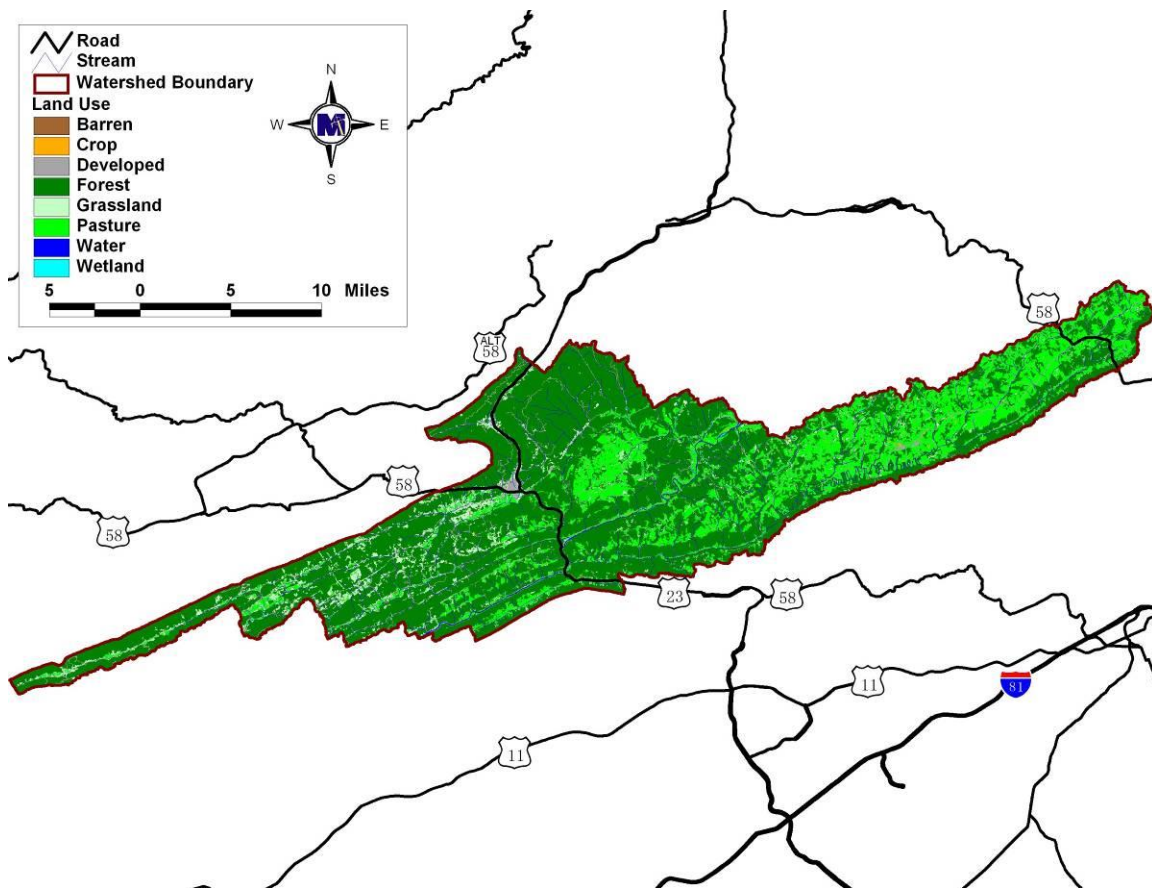 Road
Stream
Watershed Boundary
Land Use
Barren
Crop
Developed
Forest
Grassland
Pasture
Water
Wetland
5 0 5 10 Miles
N
W M E
S
58
ALT
58
58
58
23
58
11
81
11